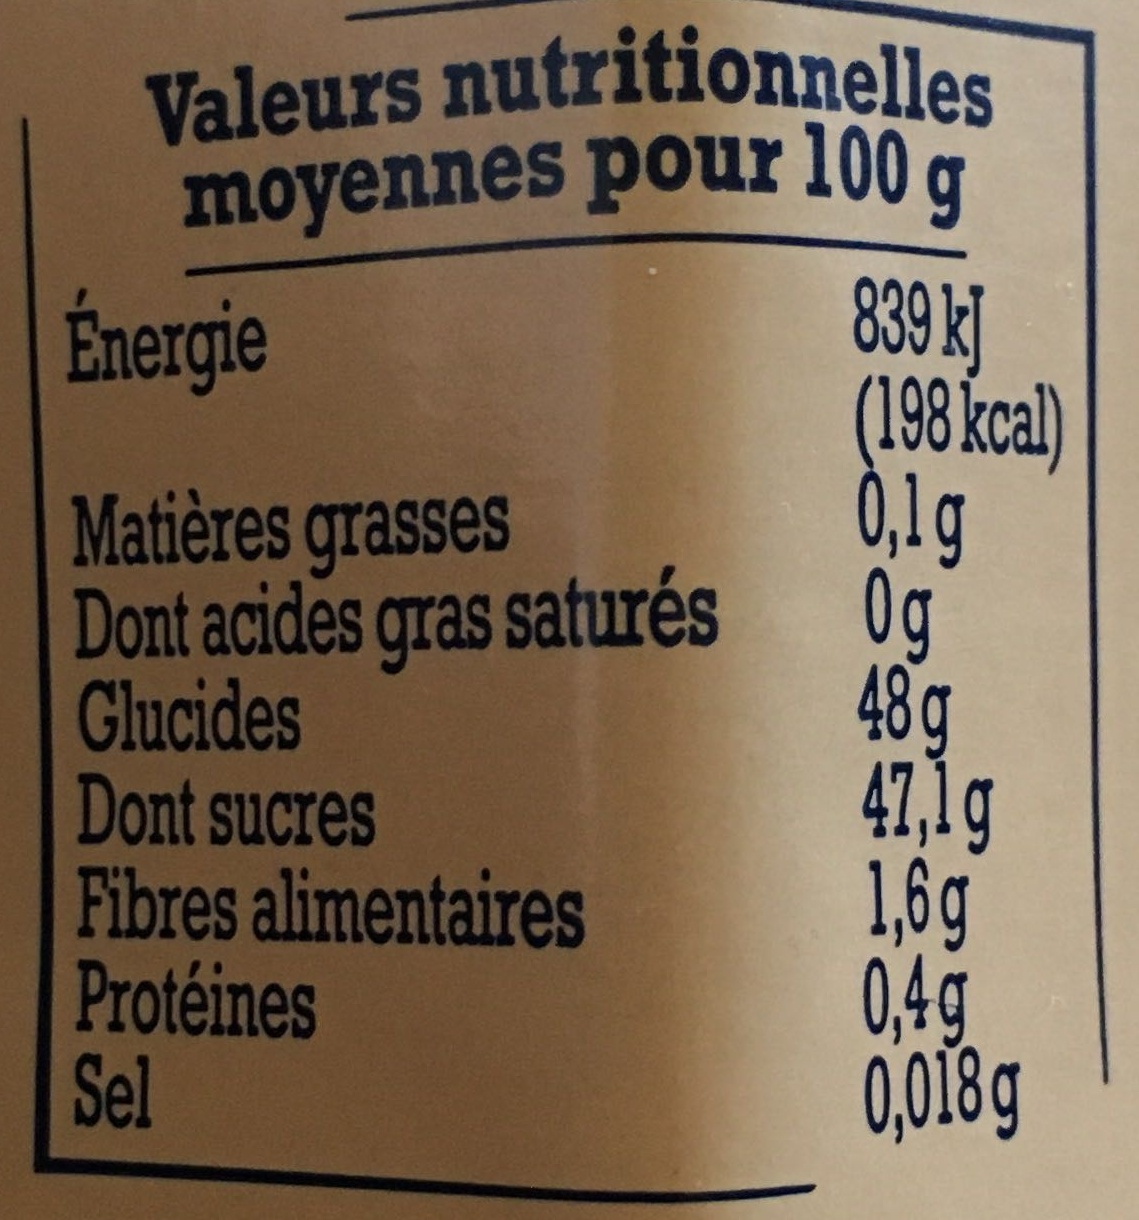 Valeurs nutritionnelles
moyennes pour 100 g
Énergie 839 kJ
(198 kcal)
Matières grasses 0,1 g
Dont acides gras saturés 0 g
Glucides 48 g
Dont sucres 47,1 g
Fibres alimentaires 1,6 g
Protéines 0,4 g
Sel 0,018 g